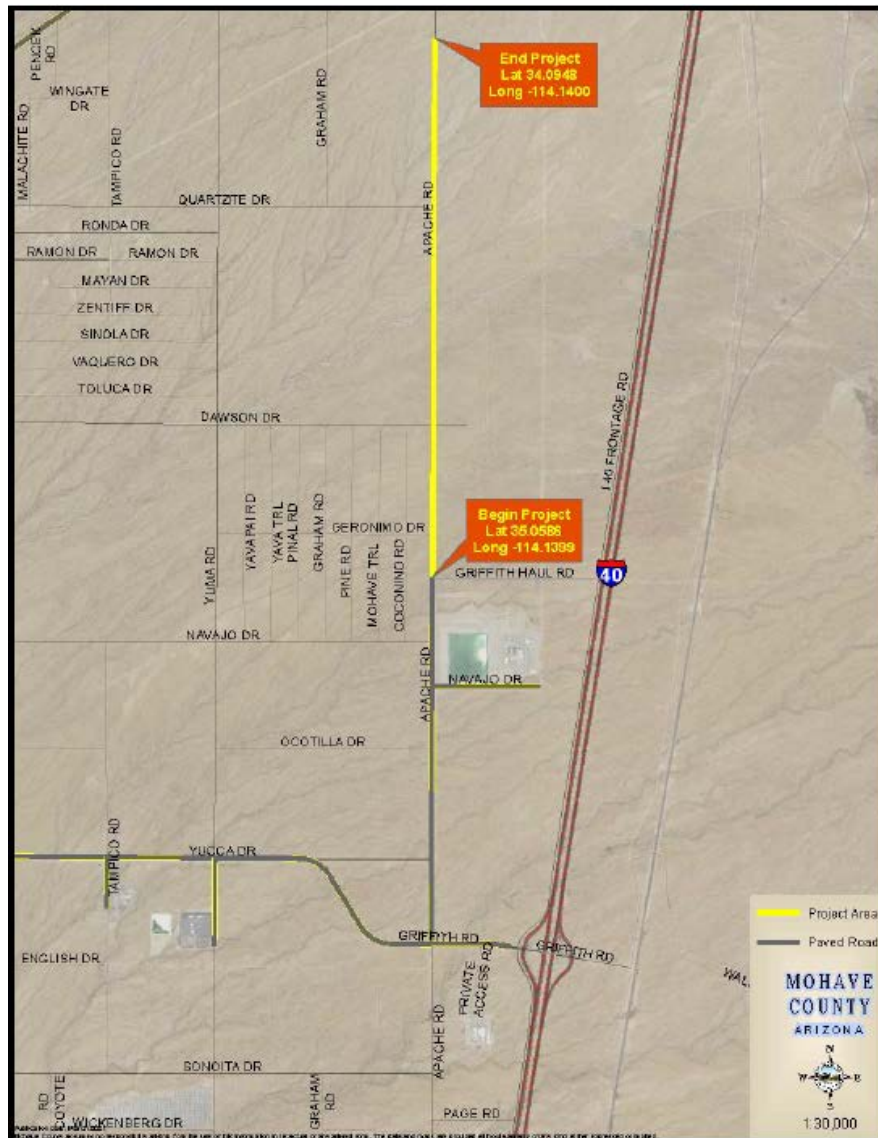 End Project
Lat 34.0948
Long -114.1400
PENCEK
RD
WINGATE
DR
MALACHITE RD
TAMPICO RD
GRAHAM RD
APACHE RD
QUARTZITE DR
RONDA DR
RAMON DR
RAMON DR
MAYAN DR
ZENTIFF DR
SINOLA DR
VAQUERO DR
TOLUCA DR
DAWSON DR
I-40 FRONTAGE RD
Begin Project
Lat 35.0586
Long -114.1399
YUMA RD
YAVAPAI RD
YAVA TRL
PINAL RD
GRAHAM RD
GERONIMO DR
PINE RD
MOHAVE TRL
COCONINO RD
GRIFFITH HAUL RD
40
NAVAJO DR
APACHE RD
NAVAJO DR
OCOTILLA DR
TAMPICO RD
YUCCA DR
GRIFFITH RD
GRIFFITH RD
ENGLISH DR
PRIVATE
ACCESS RD
APACHE RD
SONOITA DR
COYOTE
RD
WICKENBERG DR
GRAHAM
RD
PAGE RD
Project Area
Paved Road
MOHAVE
COUNTY
ARIZONA
N
W E
S
1:30,000